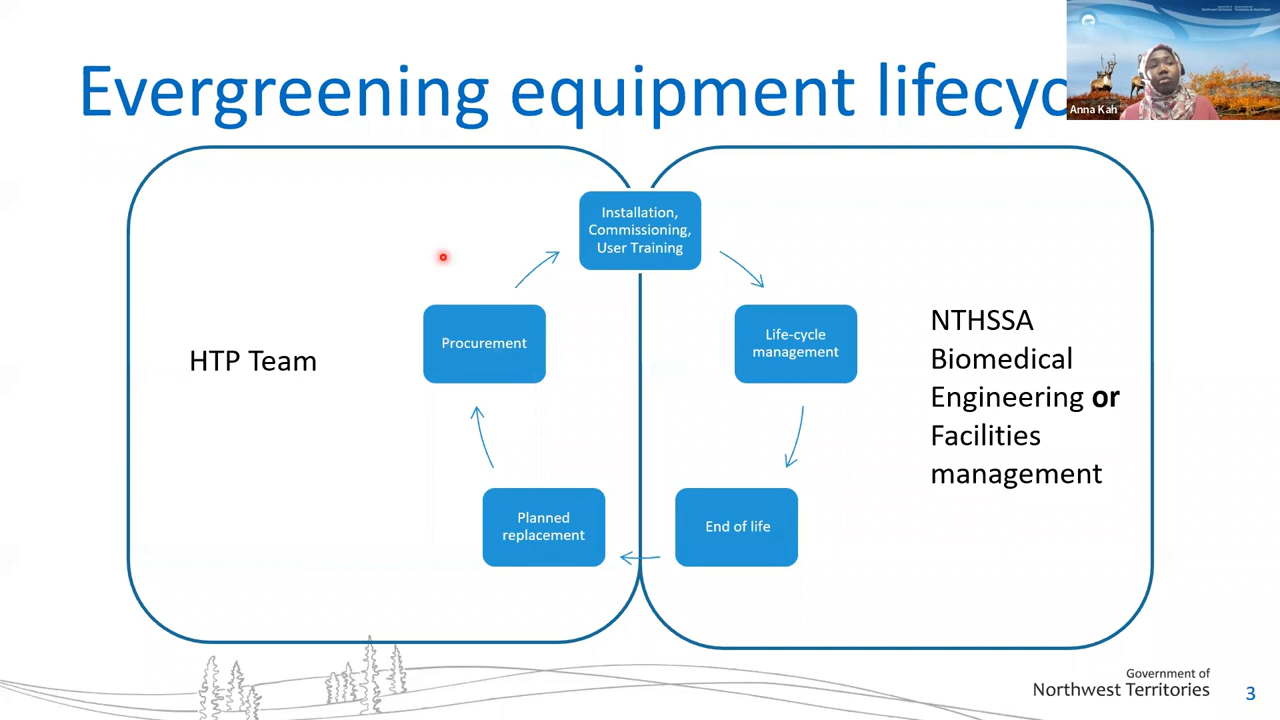 Evergreening equipment lifecyc
Anna Kah
Installation,
Commissioning,
User Training
Procurement
Life-cycle
management
HTP Team
NTHSSA
Biomedical
Engineering or
Facilities
management
Planned
replacement
End of life
Government of
Northwest Territories
3